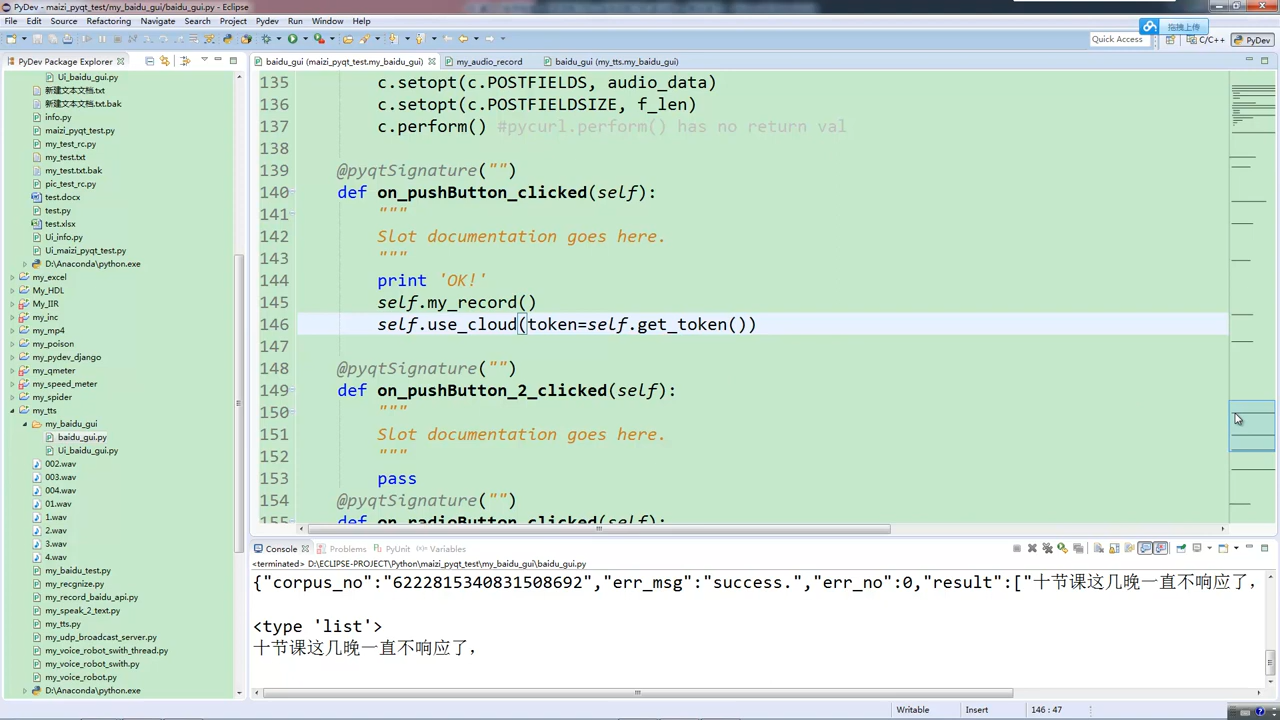 PyDev - maizi_pyqt_test/my_baidu_gui/baidu_gui.py - Eclipse
File Edit Source Refactoring Navigate Search Project Pydev Run Window Help
拖拽上传
Quick Access
C/C++
PyDev
PyDev Package Explorer
baidu_gui (maizi_pyqt_test.my_baidu_gui)
my_audio_record
baidu_gui (my_tts.my_baidu_gui)
Ui_baidu_gui.py
新建文本文档.txt
新建文本文档.txt.bak
info.py
maizi_pyqt_test.py
my_test_rc.py
my_test.txt
my_test.txt.bak
pic_test_rc.py
test.docx
test.py
test.xlsx
Ui_info.py
Ui_maizi_pyqt_test.py
D:\Anaconda\python.exe
my_excel
My_HDL
My_IIR
my_inc
my_mp4
my_poison
my_pydev_django
my_qmeter
my_speed_meter
my_spider
my_tts
my_baidu_gui
baidu_gui.py
Ui_baidu_gui.py
002.wav
003.wav
004.wav
01.wav
1.wav
2.wav
3.wav
4.wav
my_baidu_test.py
my_recgnize.py
my_record_baidu_api.py
my_speak_2_text.py
my_tts.py
my_udp_broadcast_server.py
my_voice_robot_swith_thread.py
my_voice_robot_swith.py
my_voice_robot.py
D:\Anaconda\python.exe
135 c.setopt(c.POSTFIELDS, audio_data)
136 c.setopt(c.POSTFIELDSIZE, f_len)
137 c.perform() #pycurl.perform() has no return val
138
139 @pyqtSignature("")
140 def on_pushButton_clicked(self):
141 """
142 Slot documentation goes here.
143 """
144 print 'OK!'
145 self.my_record()
146 self.use_cloud(token=self.get_token())
147
148 @pyqtSignature("")
149 def on_pushButton_2_clicked(self):
150 """
151 Slot documentation goes here.
152 """
153 pass
154 @pyqtSignature("")
155 def on_radioButton_clicked(self):
Console Problems PyUnit Variables
<terminated> D:\ECLIPSE-PROJECT\Python\maizi_pyqt_test\my_baidu_gui\baidu_gui.py
{"corpus_no":"6222815340831508692","err_msg":"success.","err_no":0,"result":["十节课这几晚一直不响应了，
<type 'list'>
十节课这几晚一直不响应了，
Writable Insert 146 : 47